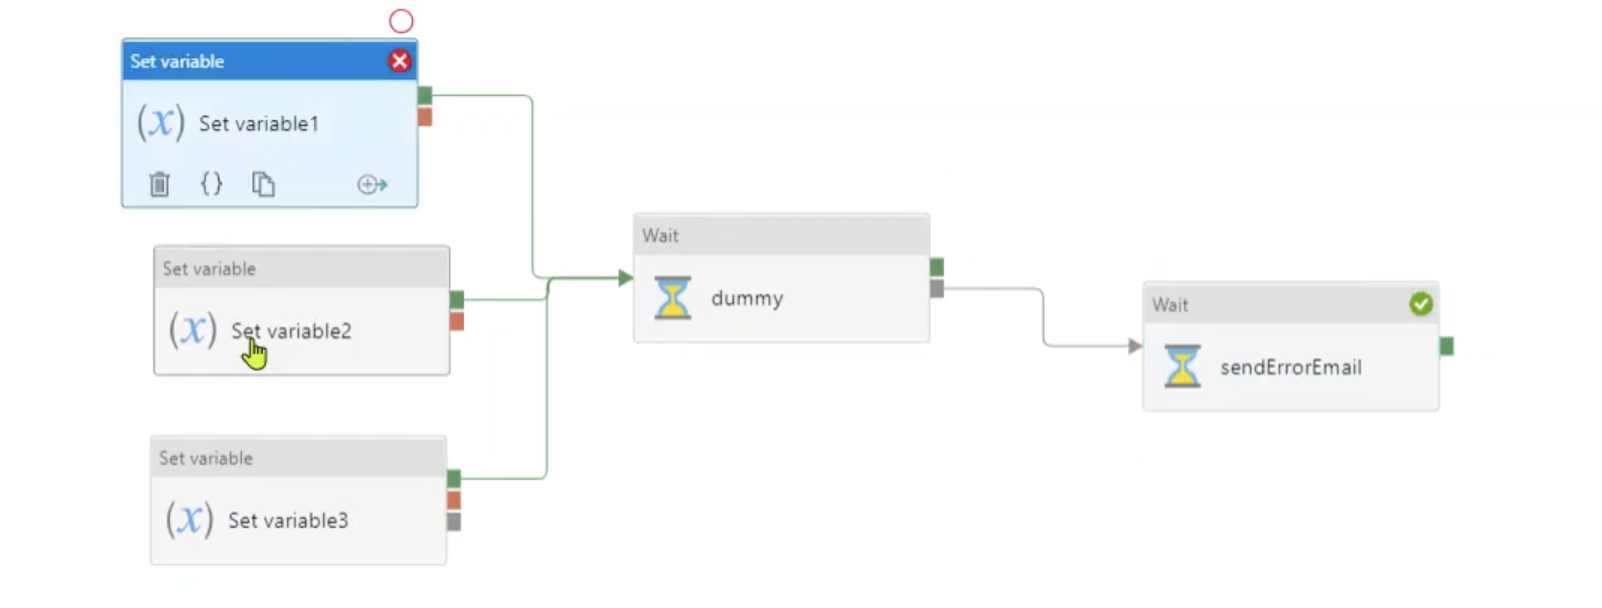 Set variable
(x) Set variable1
{}
Set variable
(x) Set variable2
Set variable
(x) Set variable3
Wait
dummy
Wait
sendErrorEmail